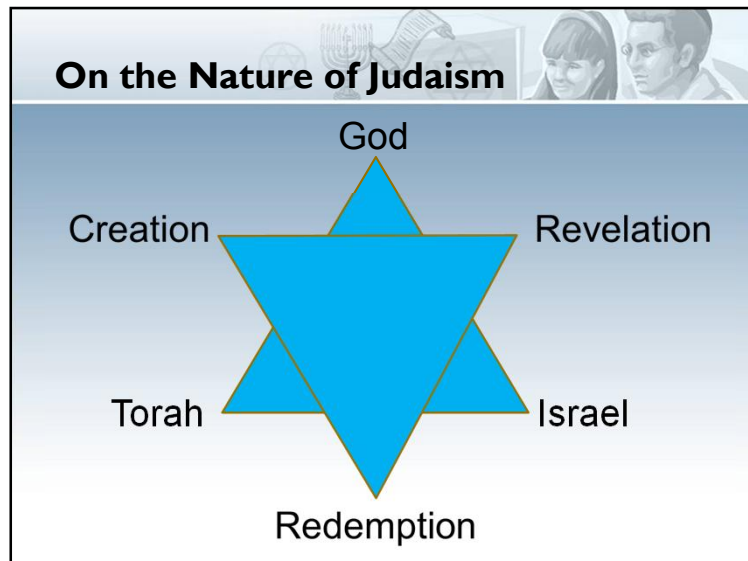 On the Nature of Judaism
God
Creation Revelation
Torah Israel
Redemption